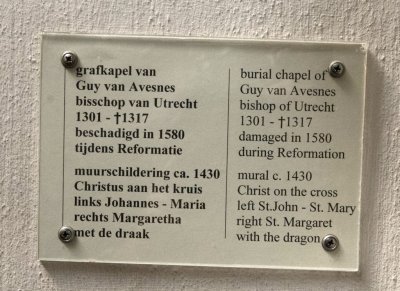 grafkapel van
Guy van Avesnes
bisschop van Utrecht
1301 - †1317
beschadigd in 1580
tijdens Reformatie
muurschildering ca. 1430
Christus aan het kruis
links Johannes - Maria
rechts Margaretha
met de draak
burial chapel of
Guy van Avesnes
bishop of Utrecht
1301 - †1317
damaged in 1580
during Reformation
mural c. 1430
Christ on the cross
left St.John - St. Mary
right St. Margaret
with the dragon